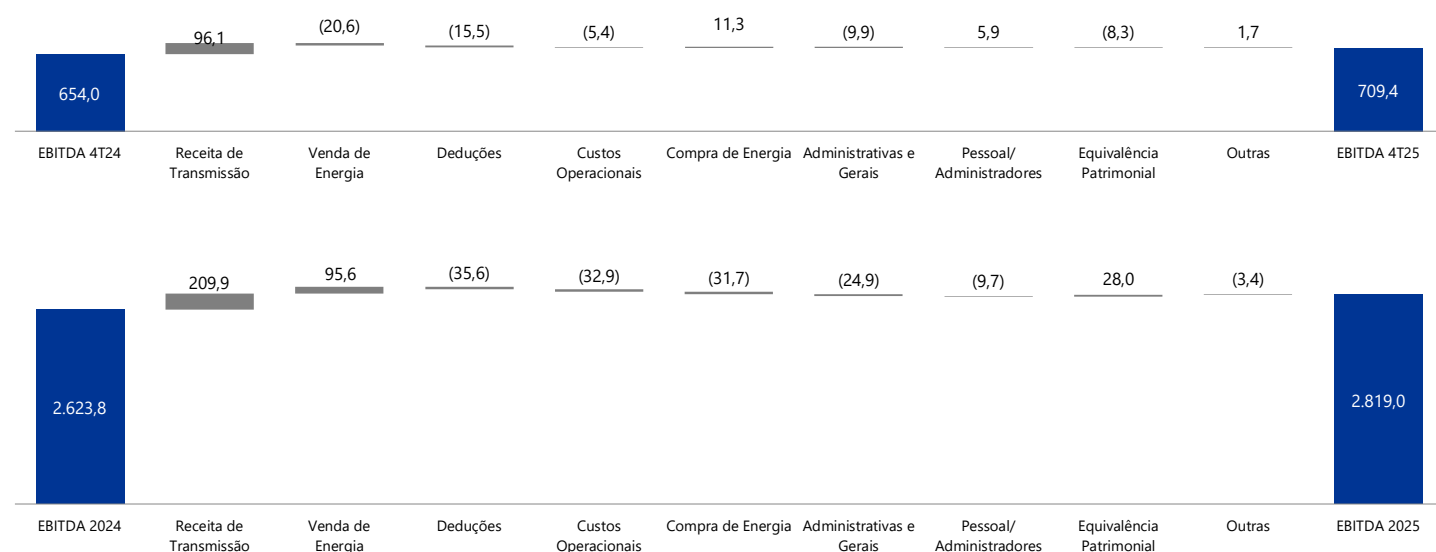 96,1 (20,6) (15,5) (5,4) 11,3 (9,9) 5,9 (8,3) 1,7
654,0 709,4
EBITDA 4T24 Receita de Venda de Deduções Custos Compra de Energia Administrativas e Pessoal/ Equivalência Outras EBITDA 4T25
Transmissão Energia Operacionais Gerais Administradores Patrimonial
209,9 95,6 (35,6) (32,9) (31,7) (24,9) (9,7) 28,0 (3,4)
2.623,8 2.819,0
EBITDA 2024 Receita de Venda de Deduções Custos Compra de Energia Administrativas e Pessoal/ Equivalência Outras EBITDA 2025
Transmissão Energia Operacionais Gerais Administradores Patrimonial